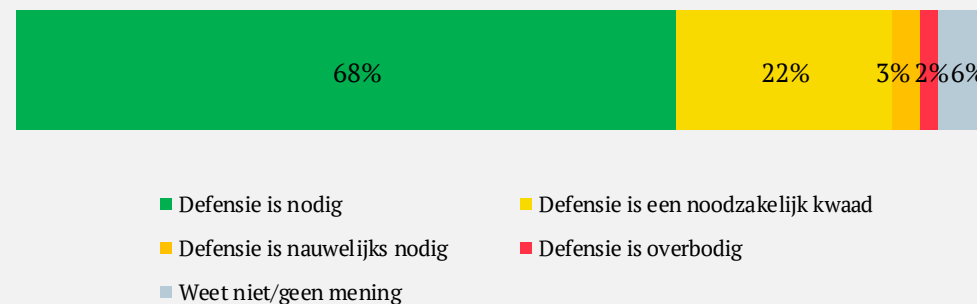 68% 22% 3% 2% 6%
Defensie is nodig Defensie is een noodzakelijk kwaad
Defensie is nauwelijks nodig Defensie is overbodig
Weet niet/geen mening